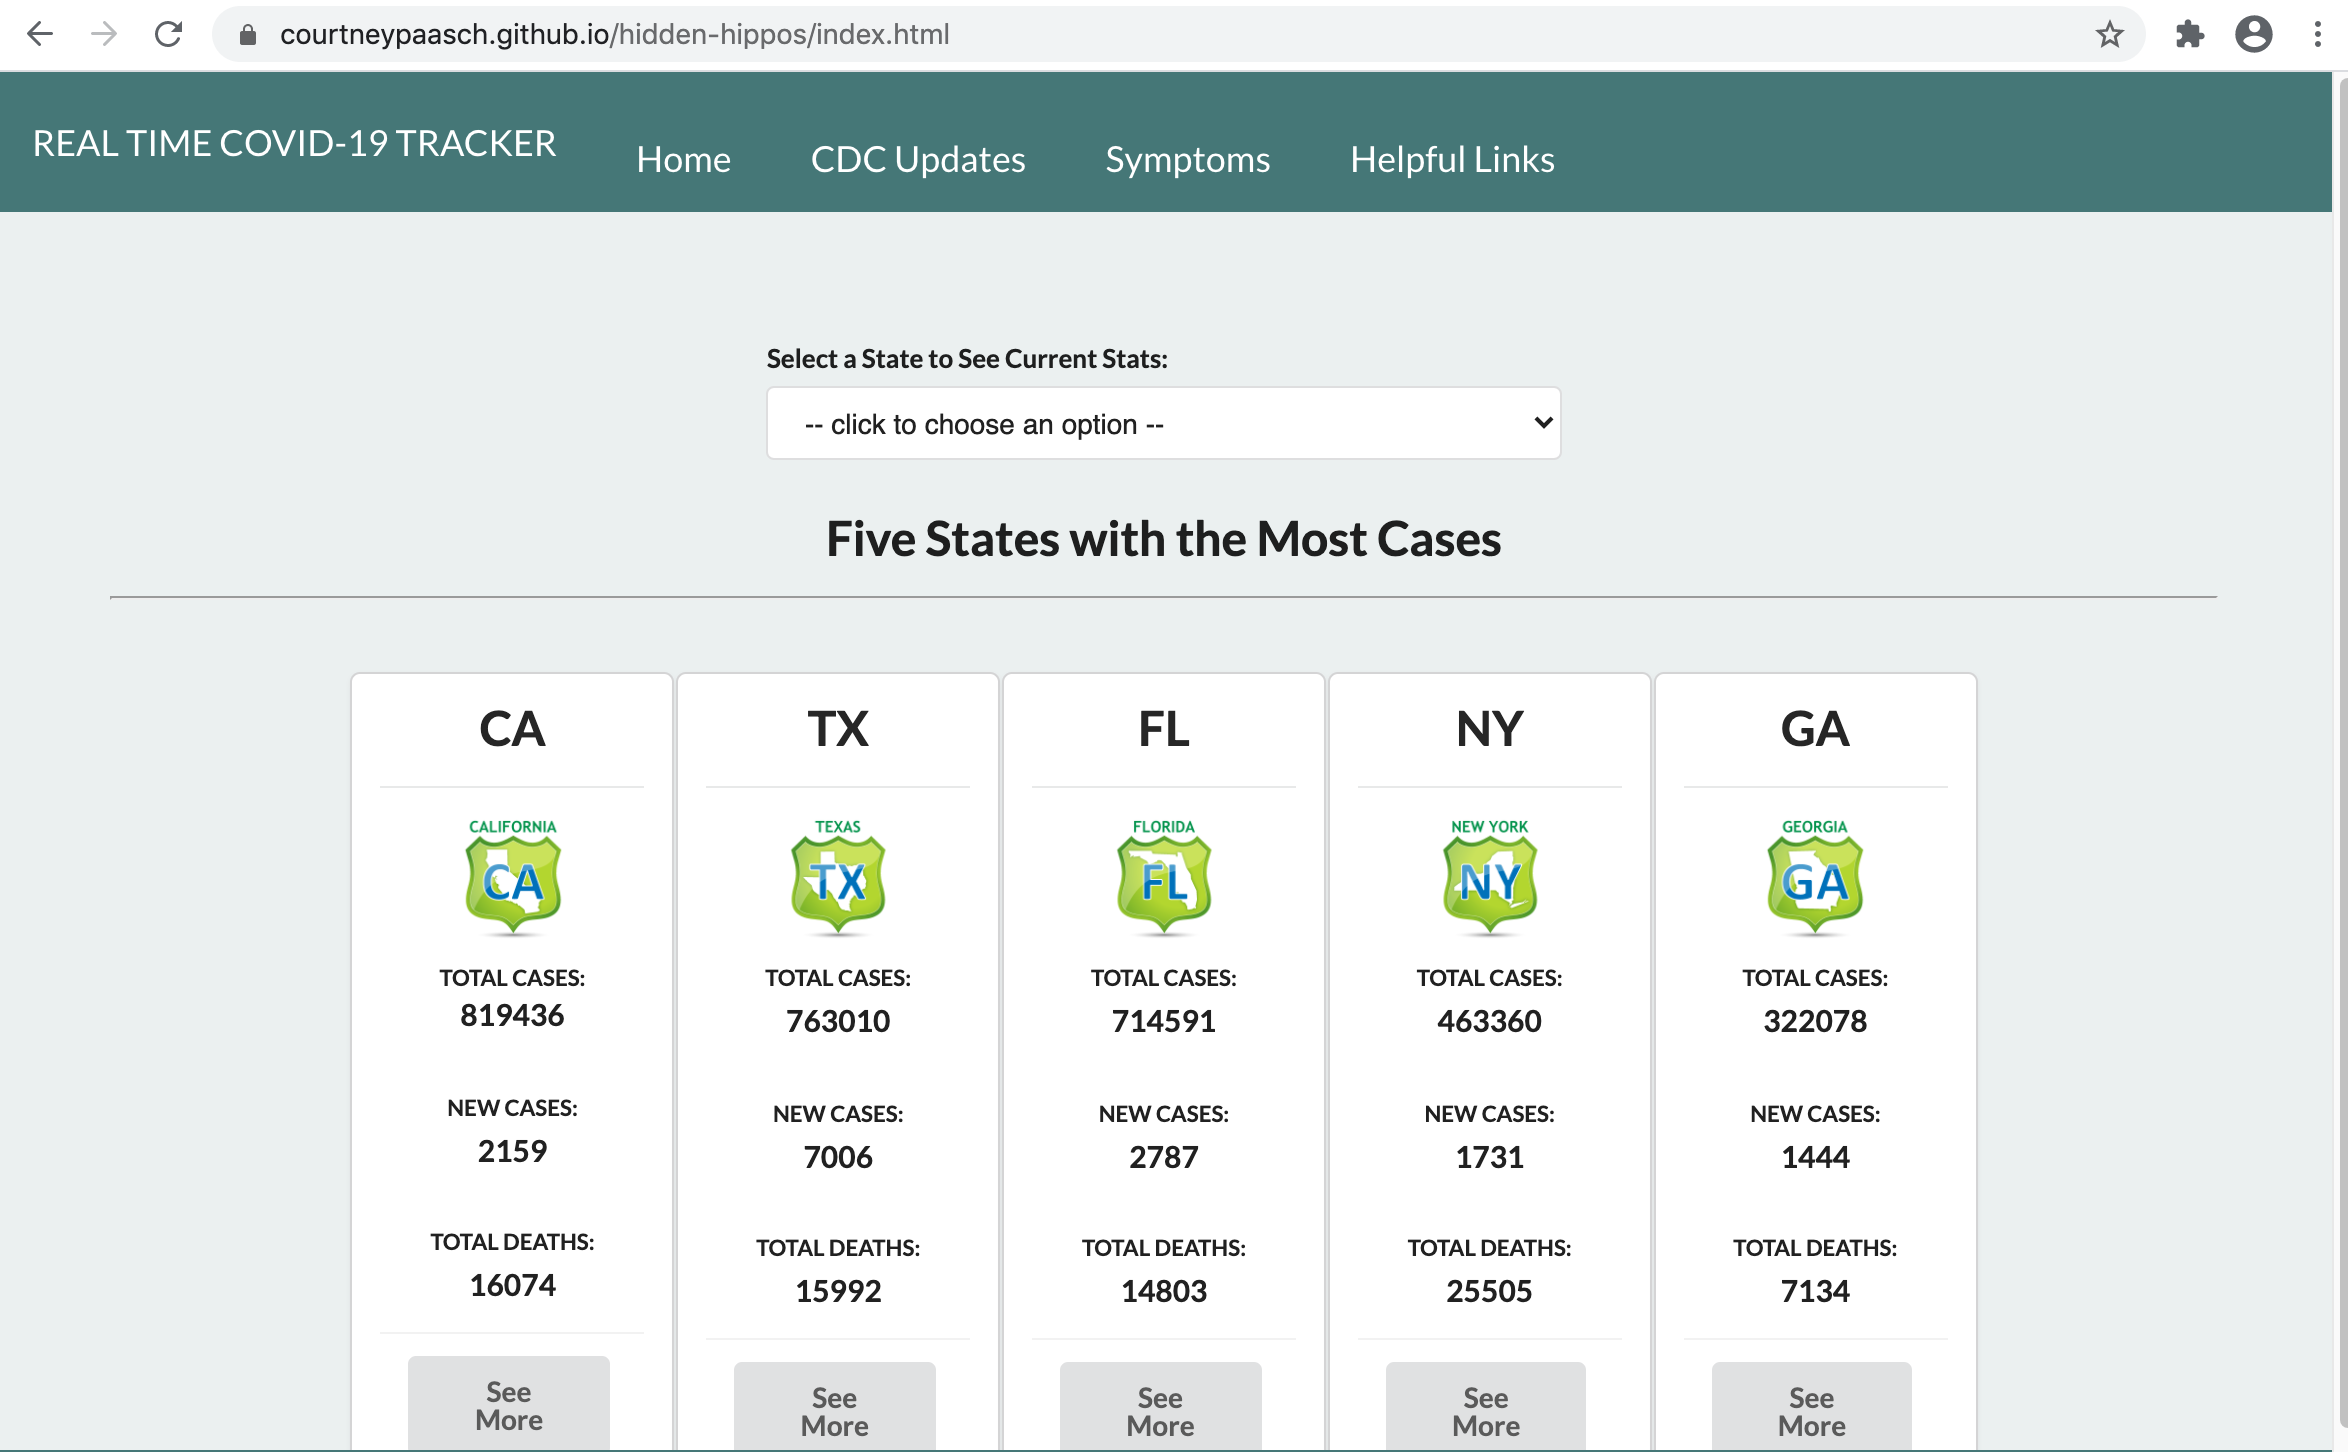 courtneypaasch.github.io/hidden-hippos/index.html
REAL TIME COVID-19 TRACKER
Home
CDC Updates
Symptoms
Helpful Links
Select a State to See Current Stats:
-- click to choose an option --
Five States with the Most Cases
CA
CALIFORNIA
CA
TOTAL CASES:
819436
NEW CASES:
2159
TOTAL DEATHS:
16074
See
More
TX
TEXAS
TX
TOTAL CASES:
763010
NEW CASES:
7006
TOTAL DEATHS:
15992
See
More
FL
FLORIDA
FL
TOTAL CASES:
714591
NEW CASES:
2787
TOTAL DEATHS:
14803
See
More
NY
NEW YORK
NY
TOTAL CASES:
463360
NEW CASES:
1731
TOTAL DEATHS:
25505
See
More
GA
GEORGIA
GA
TOTAL CASES:
322078
NEW CASES:
1444
TOTAL DEATHS:
7134
See
More